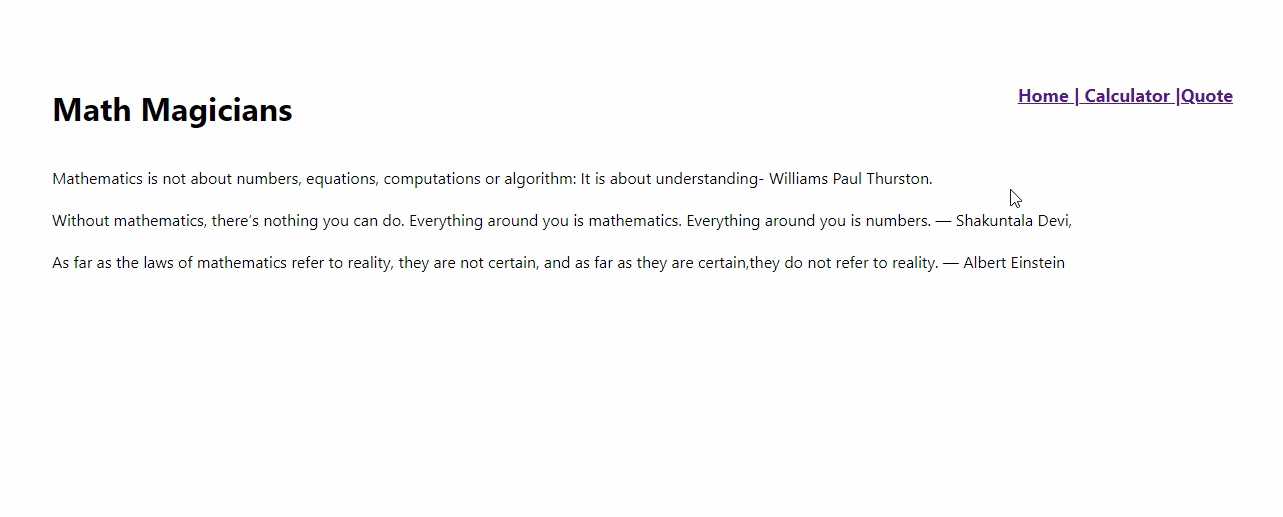 Math Magicians
Home | Calculator |Quote
Mathematics is not about numbers, equations, computations or algorithm: It is about understanding- Williams Paul Thurston.
Without mathematics, there’s nothing you can do. Everything around you is mathematics. Everything around you is numbers. — Shakuntala Devi,
As far as the laws of mathematics refer to reality, they are not certain, and as far as they are certain,they do not refer to reality. — Albert Einstein